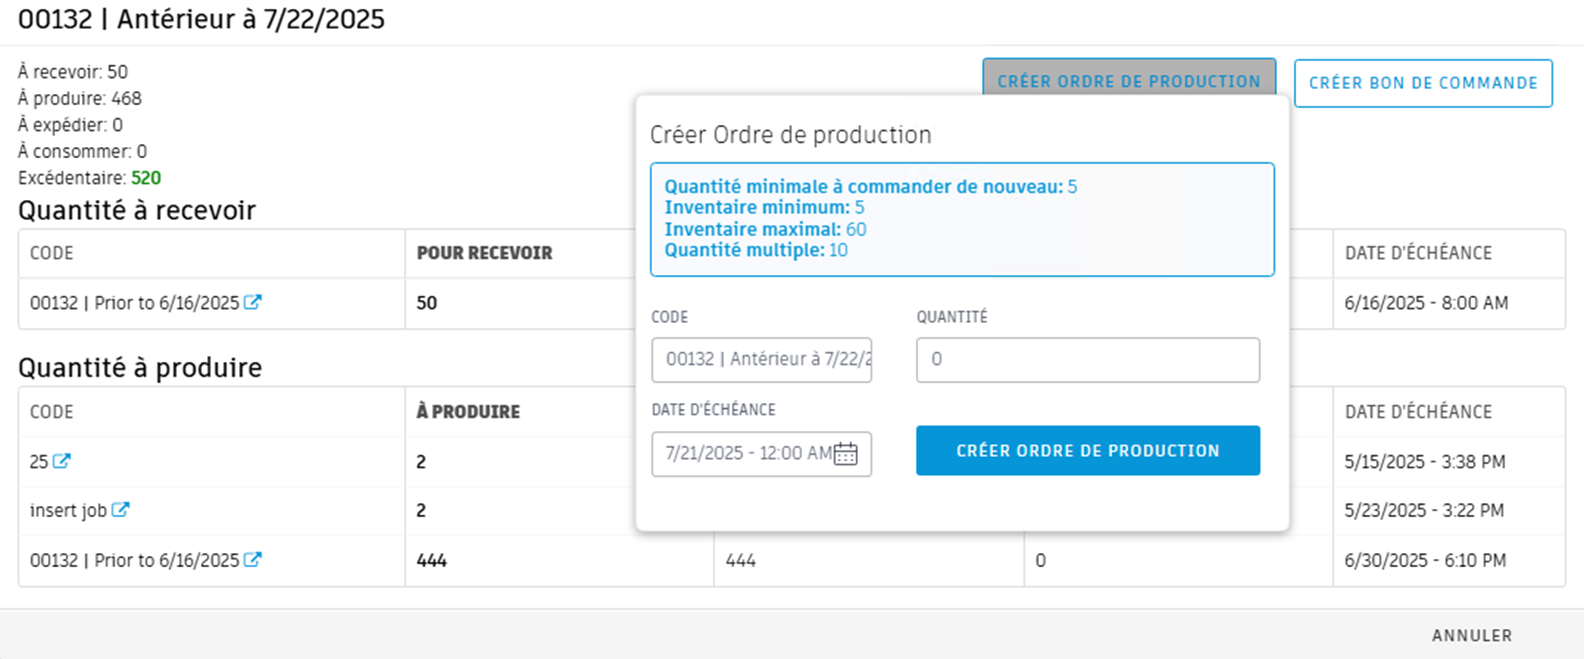 00132 | Antérieur à 7/22/2025
À recevoir: 50
À produire: 468
À expédier: 0
À consommer: 0
Excédentaire: 520
CRÉER ORDRE DE PRODUCTION
CRÉER BON DE COMMANDE
Quantité à recevoir
CODE POUR RECEVOIR DATE D'ÉCHÉANCE
00132 | Prior to 6/16/2025 50 6/16/2025 - 8:00 AM
Quantité à produire
CODE À PRODUIRE DATE D'ÉCHÉANCE
25 2 5/15/2025 - 3:38 PM
insert job 2 5/23/2025 - 3:22 PM
00132 | Prior to 6/16/2025 444 444 0 6/30/2025 - 6:10 PM
Créer Ordre de production
Quantité minimale à commander de nouveau: 5
Inventaire minimum: 5
Inventaire maximal: 60
Quantité multiple: 10
CODE QUANTITÉ
00132 | Antérieur à 7/22/2 0
DATE D'ÉCHÉANCE
7/21/2025 - 12:00 AM CRÉER ORDRE DE PRODUCTION
ANNULER